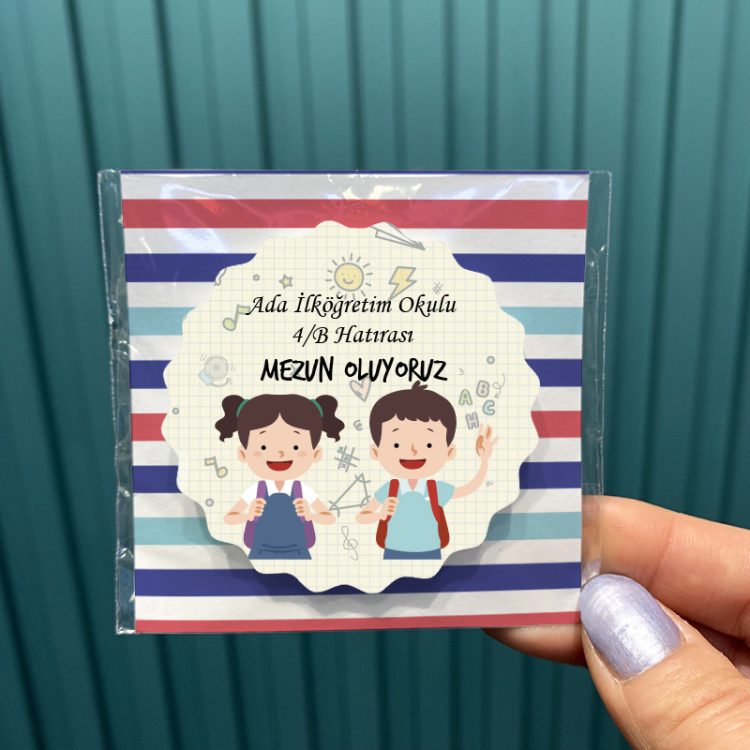 Ada İlköğretim Okulu
4/B Hatırası
MEZUN OLUYORUZ
A B
H C